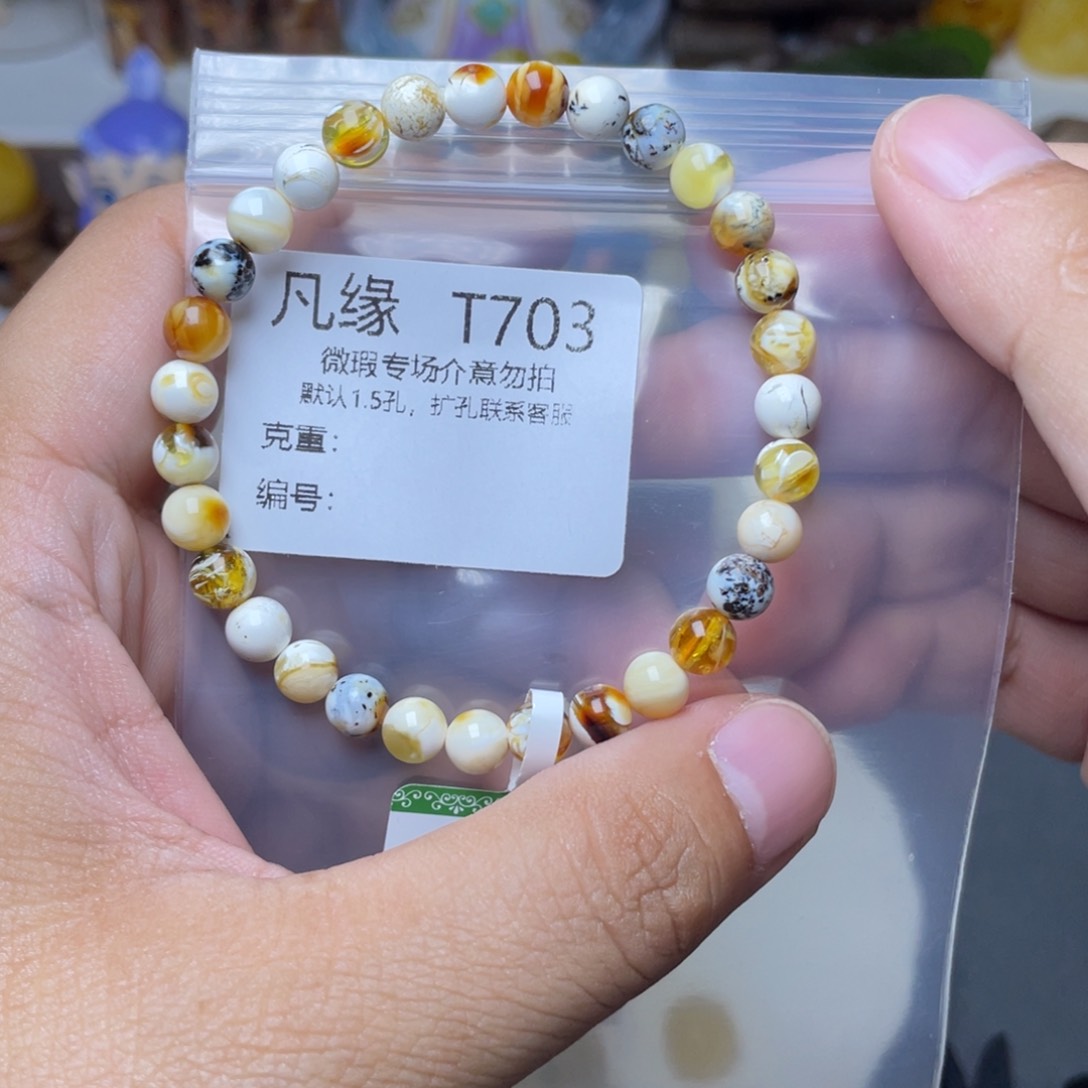 凡缘 T703
微瑕专场介意勿拍
默认1.5孔，扩孔联系客服
克重：
编号：